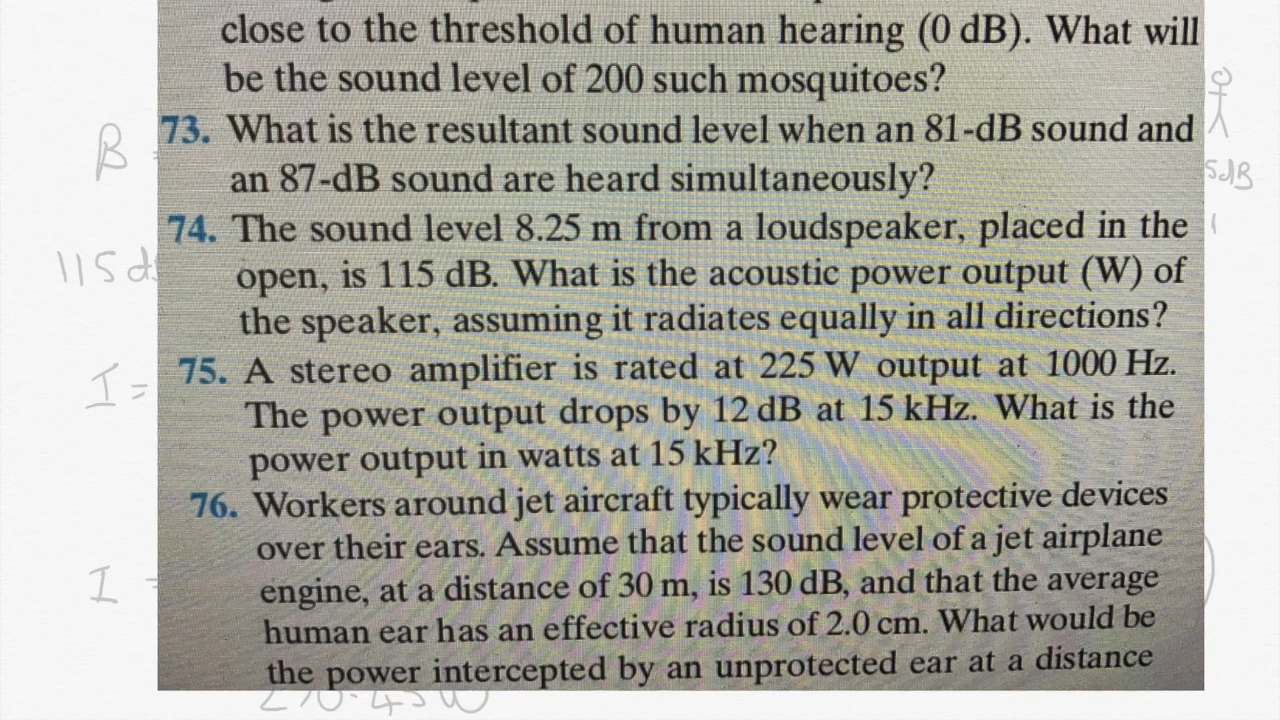 close to the threshold of human hearing (0 dB). What will
be the sound level of 200 such mosquitoes?
73. What is the resultant sound level when an 81-dB sound and
an 87-dB sound are heard simultaneously?
74. The sound level 8.25 m from a loudspeaker, placed in the
open, is 115 dB. What is the acoustic power output (W) of
the speaker, assuming it radiates equally in all directions?
75. A stereo amplifier is rated at 225 W output at 1000 Hz.
The power output drops by 12 dB at 15 kHz. What is the
power output in watts at 15 kHz?
76. Workers around jet aircraft typically wear protective devices
over their ears. Assume that the sound level of a jet airplane
engine, at a distance of 30 m, is 130 dB, and that the average
human ear has an effective radius of 2.0 cm. What would be
the power intercepted by an unprotected ear at a distance
B
115 d
I =
I
5dB